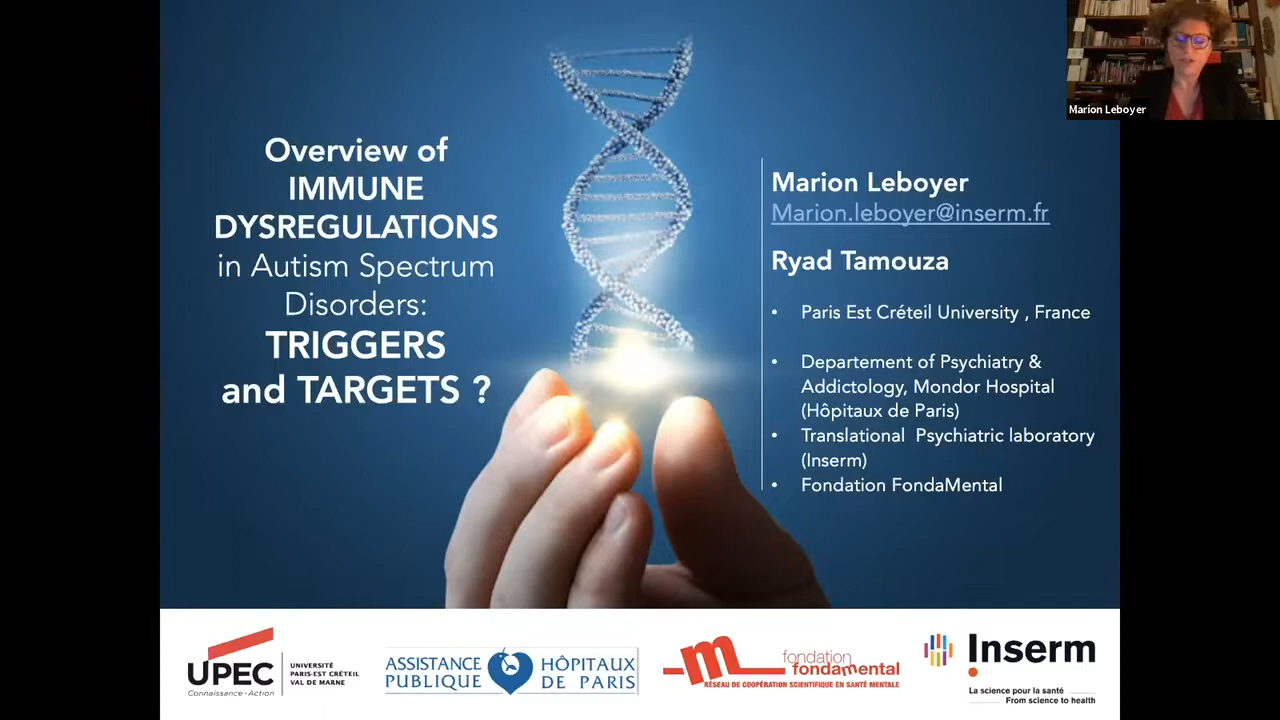 Overview of
IMMUNE
DYSREGULATIONS
in Autism Spectrum
Disorders:
TRIGGERS
and TARGETS ?
Marion Leboyer
Marion.leboyer@inserm.fr
Ryad Tamouza
• Paris Est Créteil University , France
• Departement of Psychiatry &
Addictology, Mondor Hospital
(Hôpitaux de Paris)
• Translational Psychiatric laboratory
(Inserm)
• Fondation FondaMental
Marion Leboyer
UPEC
Connaissance - Action
UNIVERSITÉ
PARIS-EST CRÉTEIL
VAL DE MARNE
ASSISTANCE
PUBLIQUE
HÔPITAUX
DE PARIS
fondation
fondamental
RÉSEAU DE COOPÉRATION SCIENTIFIQUE EN SANTÉ MENTALE
Inserm
La science pour la santé
From science to health